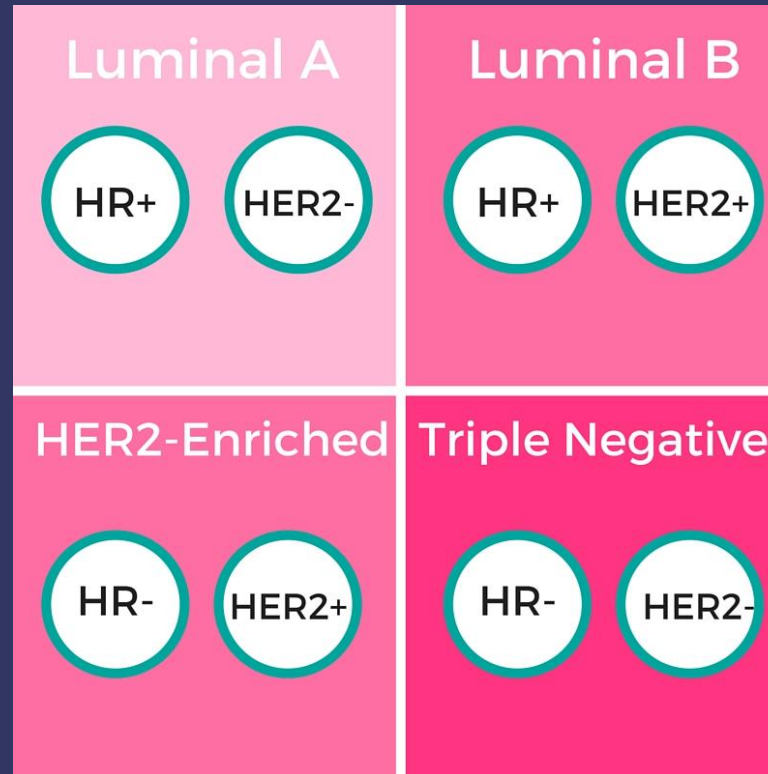 Luminal A
HR+ HER2-
Luminal B
HR+ HER2+
HER2-Enriched
HR- HER2+
Triple Negative
HR- HER2-